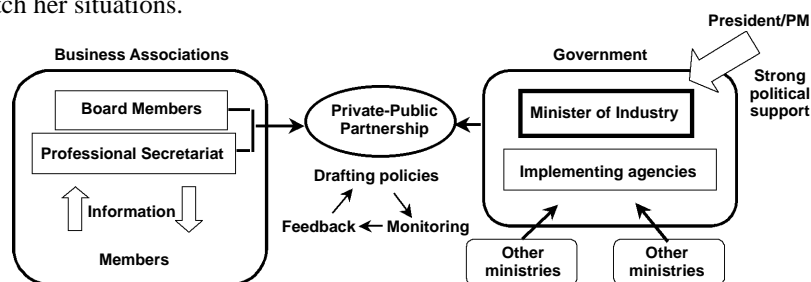 tch her situations.
President/PM
Business Associations
Government
Strong
political
support
Board Members
Professional Secretariat
Private-Public
Partnership
Minister of Industry
Implementing agencies
Drafting policies
Feedback
Monitoring
Information
Members
Other
ministries
Other
ministries